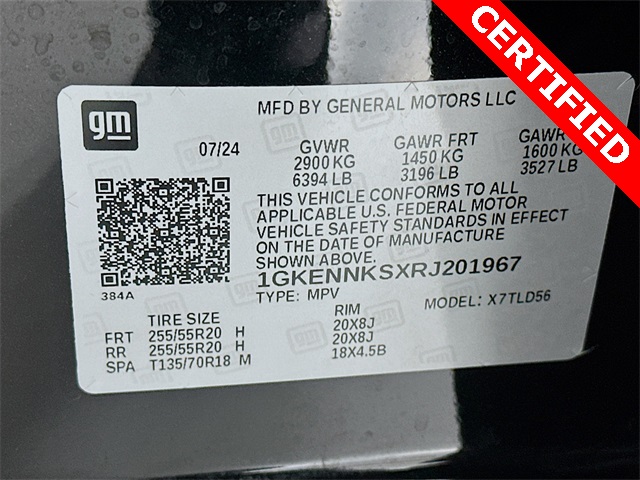 CERTIFIED
gm
MFD BY GENERAL MOTORS LLC
07/24 GVWR GAWR FRT GAWR
2900 KG 1450 KG 1600 KG
6394 LB 3196 LB 3527 LB
THIS VEHICLE CONFORMS TO ALL
APPLICABLE U.S. FEDERAL MOTOR
VEHICLE SAFETY STANDARDS IN EFFECT
ON THE DATE OF MANUFACTURE
SHOWN ABOVE.
384A
1GKENNKSXRJ201967
TYPE: MPV MODEL: X7TLD56
TIRE SIZE RIM
FRT 255/55R20 H 20X8J
RR 255/55R20 H 20X8J
SPA T135/70R18 M 18X4.5B